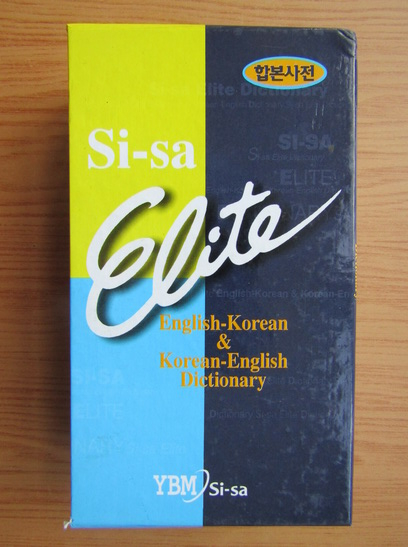 합본사전
Si-sa
Elite
English-Korean
&
Korean-English
Dictionary
YBM Si-sa